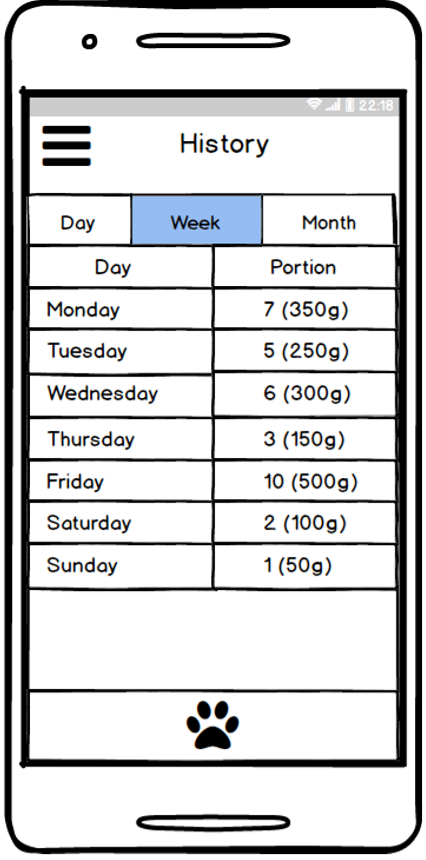 22:18
History
Day Week Month
Day Portion
Monday 7 (350g)
Tuesday 5 (250g)
Wednesday 6 (300g)
Thursday 3 (150g)
Friday 10 (500g)
Saturday 2 (100g)
Sunday 1 (50g)